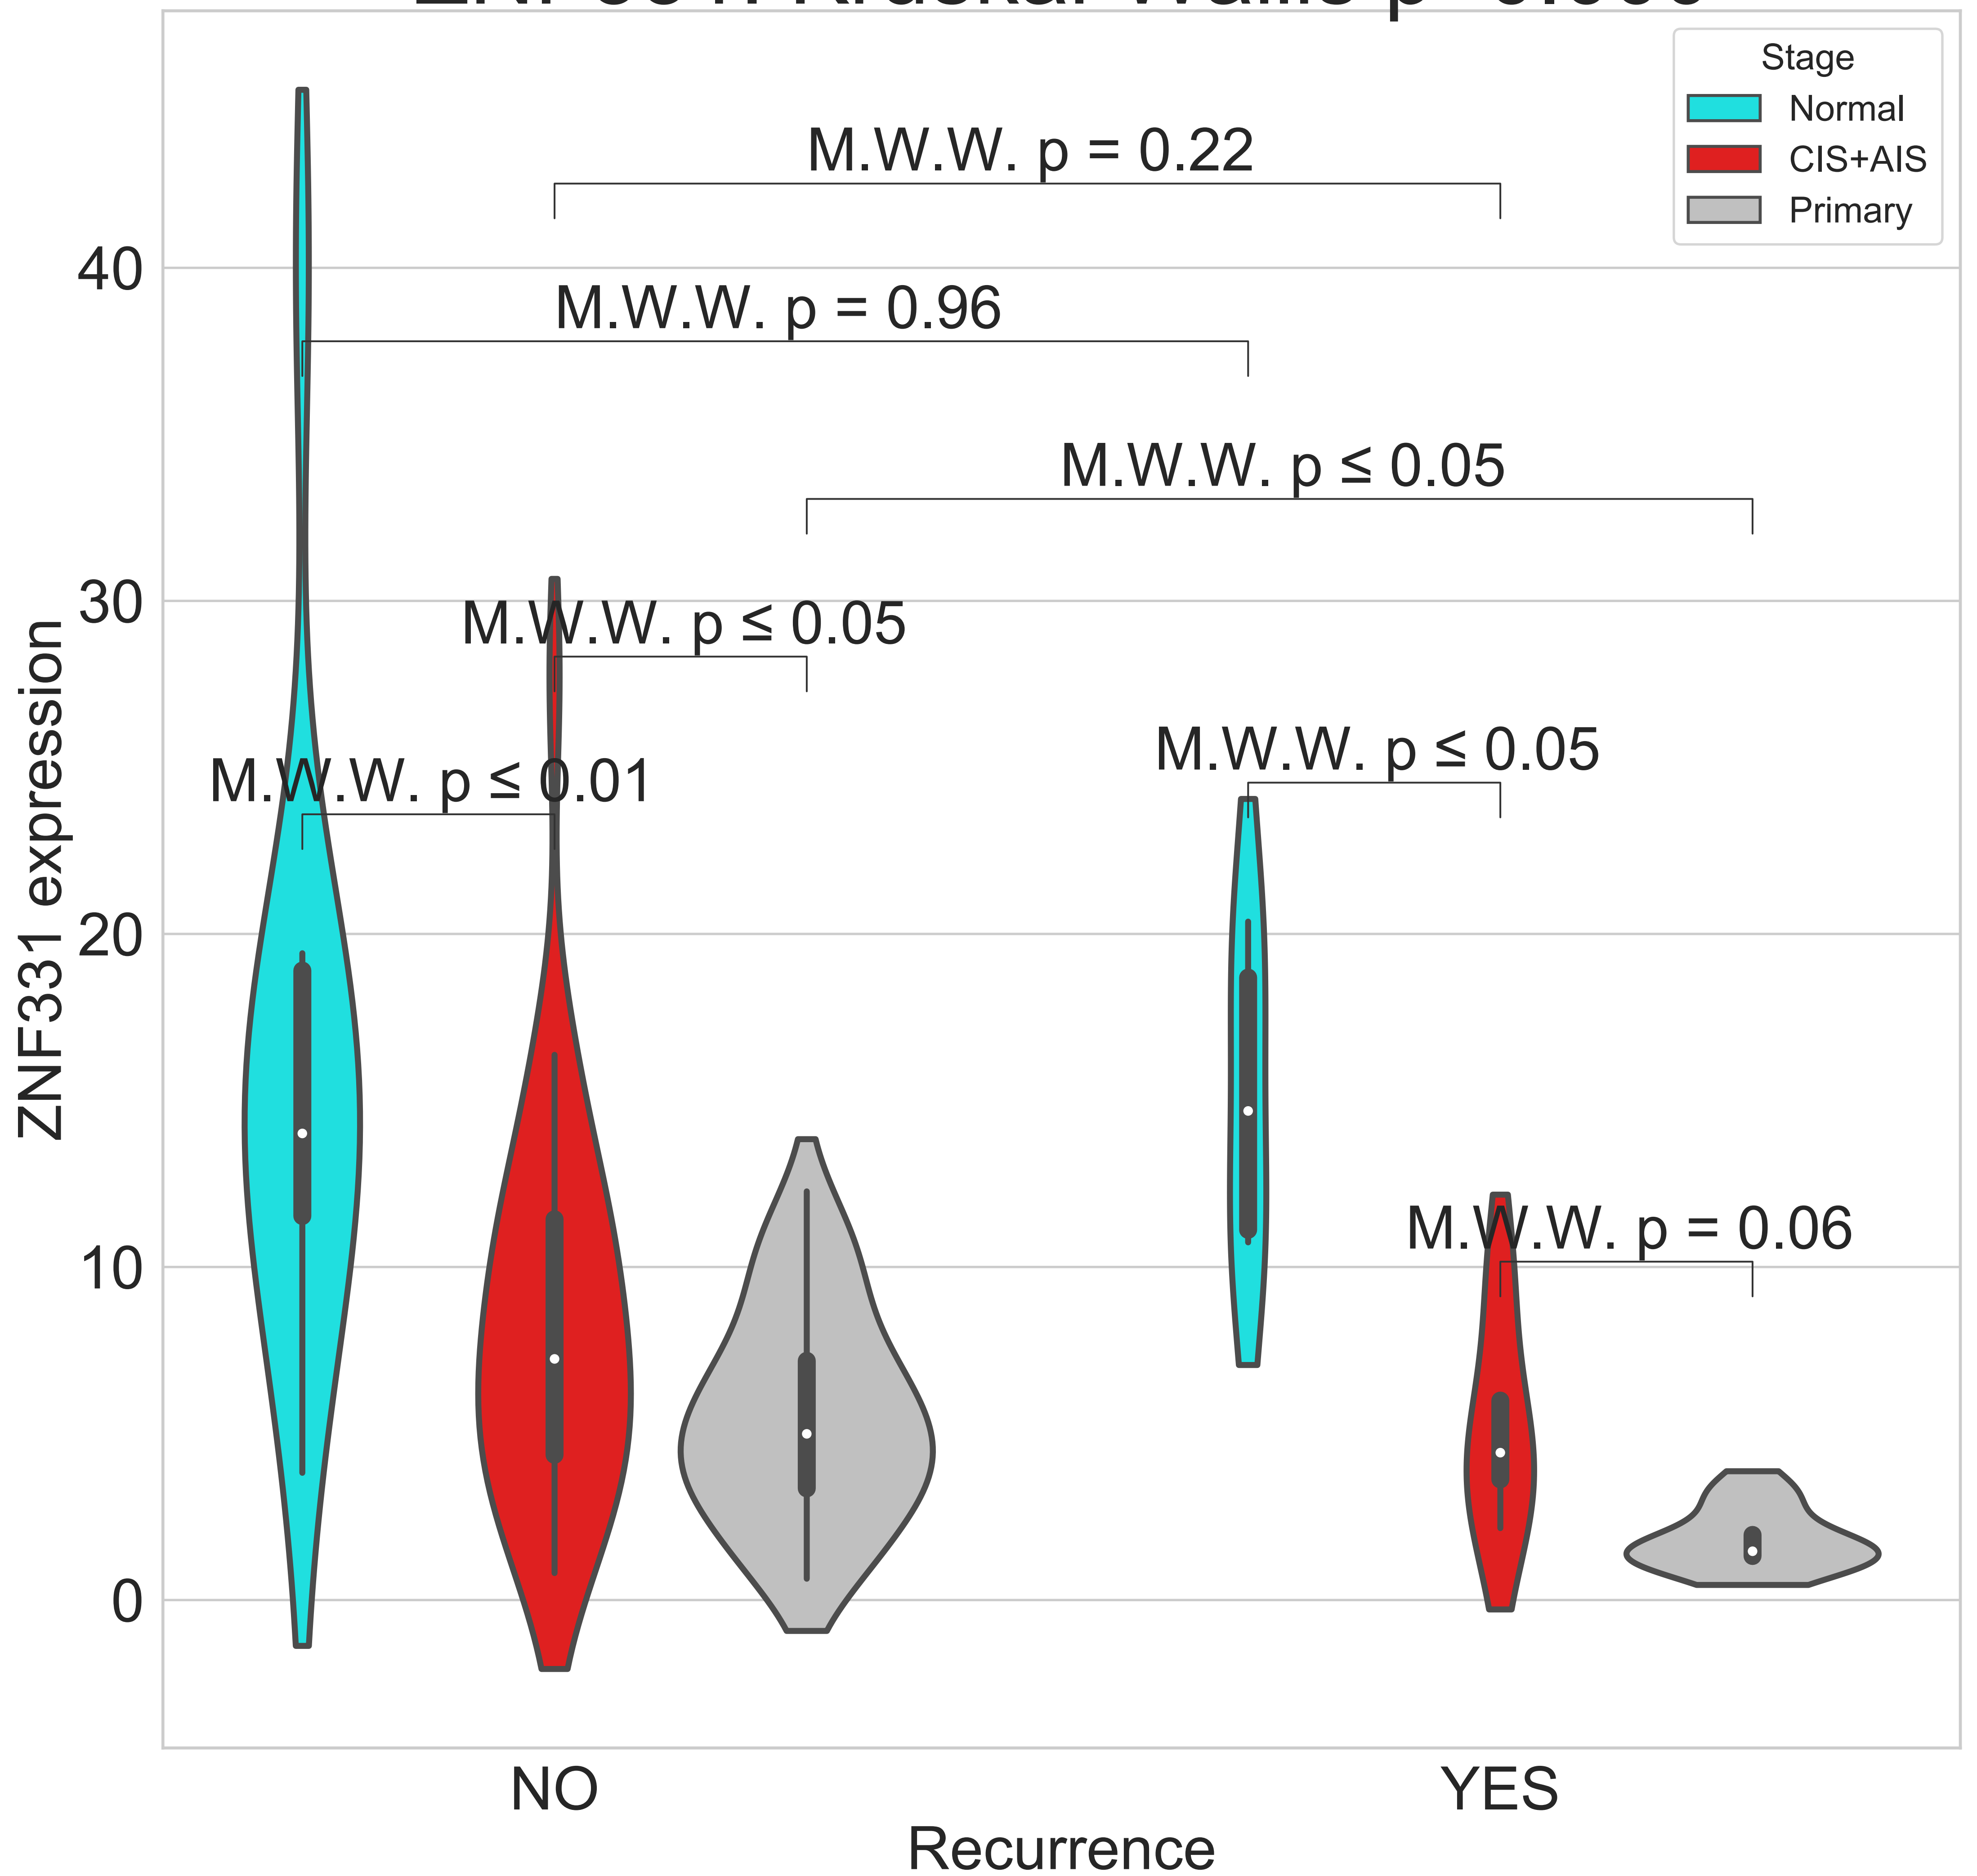 Stage
Normal
CIS+AIS
Primary
M.W.W. p = 0.22
M.W.W. p = 0.96
M.W.W. p ≤ 0.05
M.W.W. p ≤ 0.05
M.W.W. p ≤ 0.05
M.W.W. p ≤ 0.01
M.W.W. p = 0.06
40
30
20
10
0
ZNF331 expression
NO
YES
Recurrence